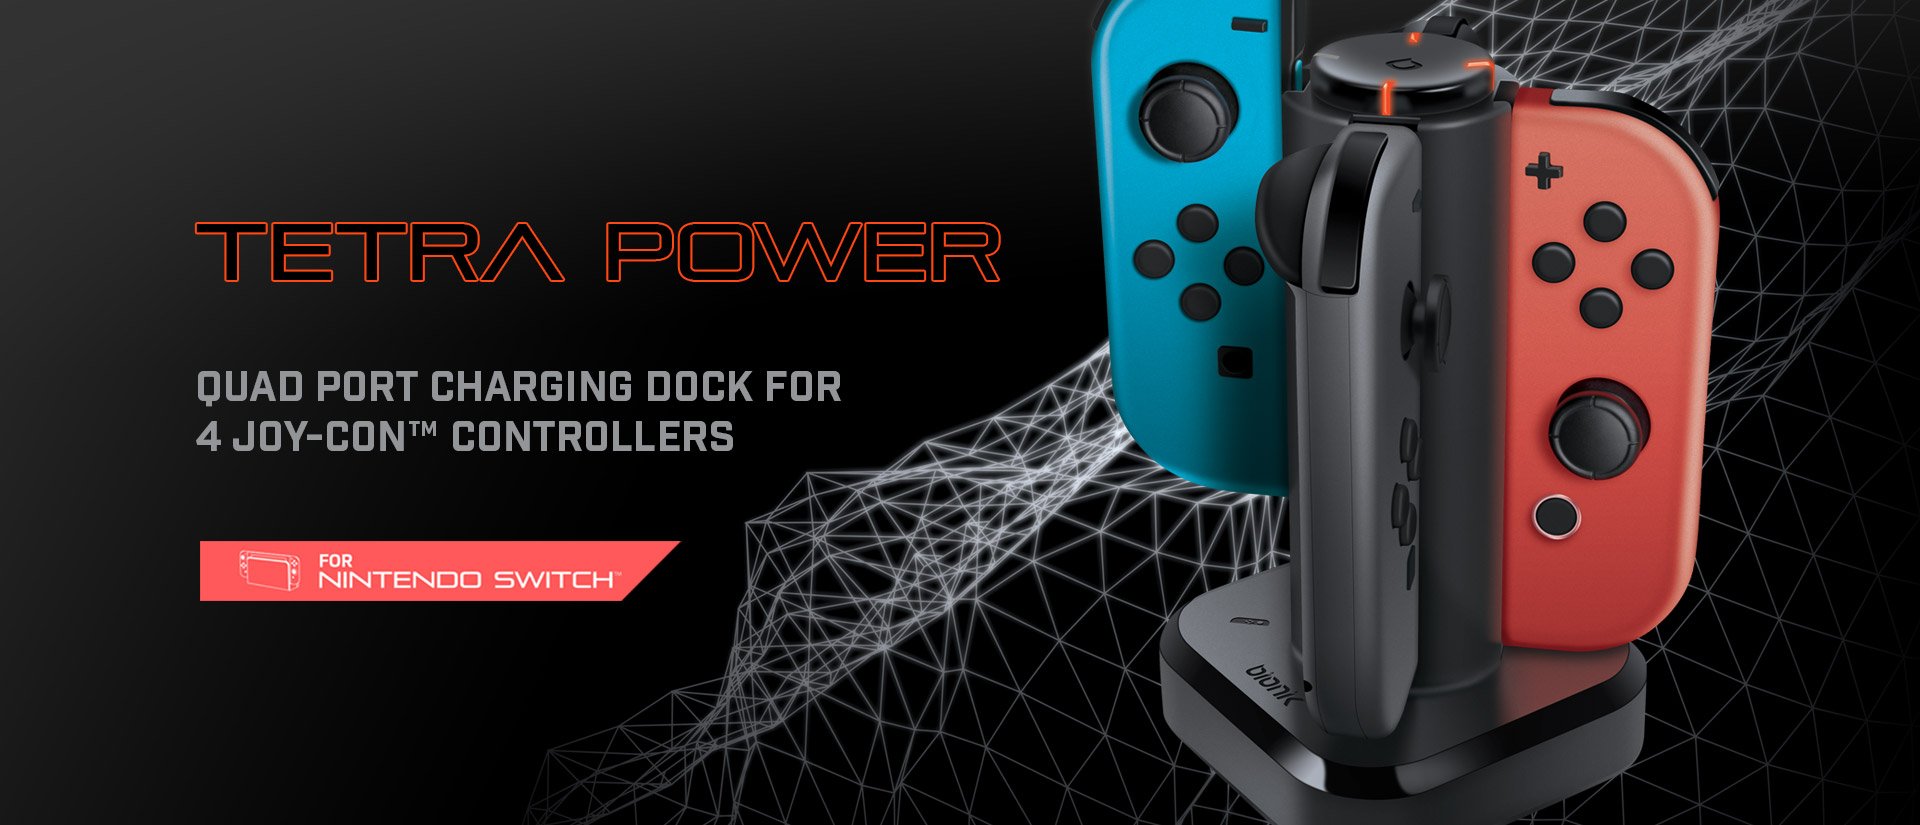 TETRA POWER
QUAD PORT CHARGING DOCK FOR
4 JOY-CON™ CONTROLLERS
FOR
NINTENDO SWITCH™
bionik